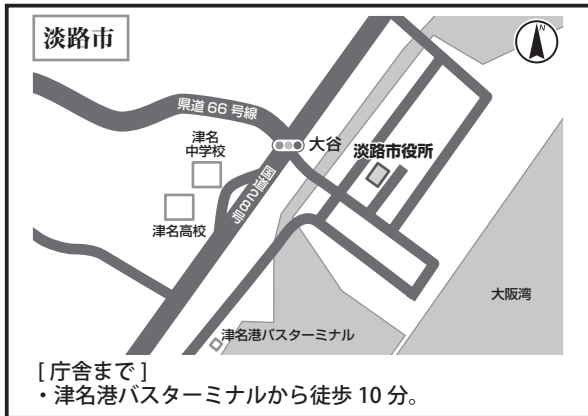 淡路市
N
県道66号線
大谷
津名
中学校
淡路市役所
国道28号
津名高校
大阪湾
津名港バスターミナル
[庁舎まで]
・津名港バスターミナルから徒歩10分。